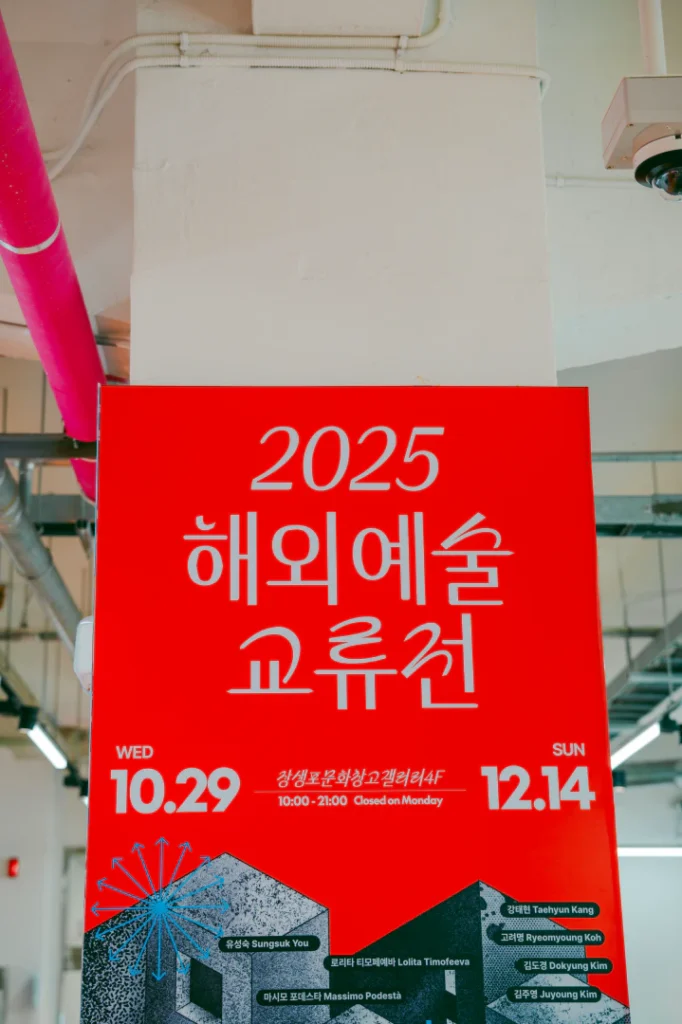 2025
해외예술
교류전
WED
10.29
장생포문화창고갤러리4F
10:00 - 21:00 Closed on Monday
SUN
12.14
강태현 Taehyun Kang
유성숙 Sungsuk You
고려명 Ryeomyoung Koh
로리타 티모페에바 Lolita Timofeeva
김도경 Dokyung Kim
마시모 포데스타 Massimo Podestà
김주영 Juyoung Kim